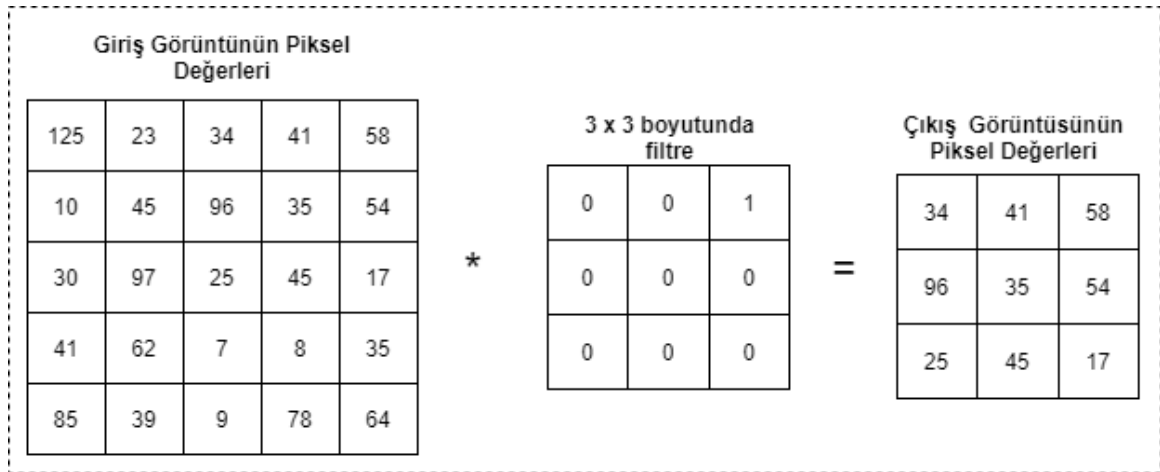 Giriş Görüntünün Piksel
Değerleri
125 23 34 41 58
10 45 96 35 54
30 97 25 45 17
41 62 7 8 35
85 39 9 78 64
*
3 x 3 boyutunda
filtre
0 0 1
0 0 0
0 0 0
=
Çıkış Görüntüsünün
Piksel Değerleri
34 41 58
96 35 54
25 45 17